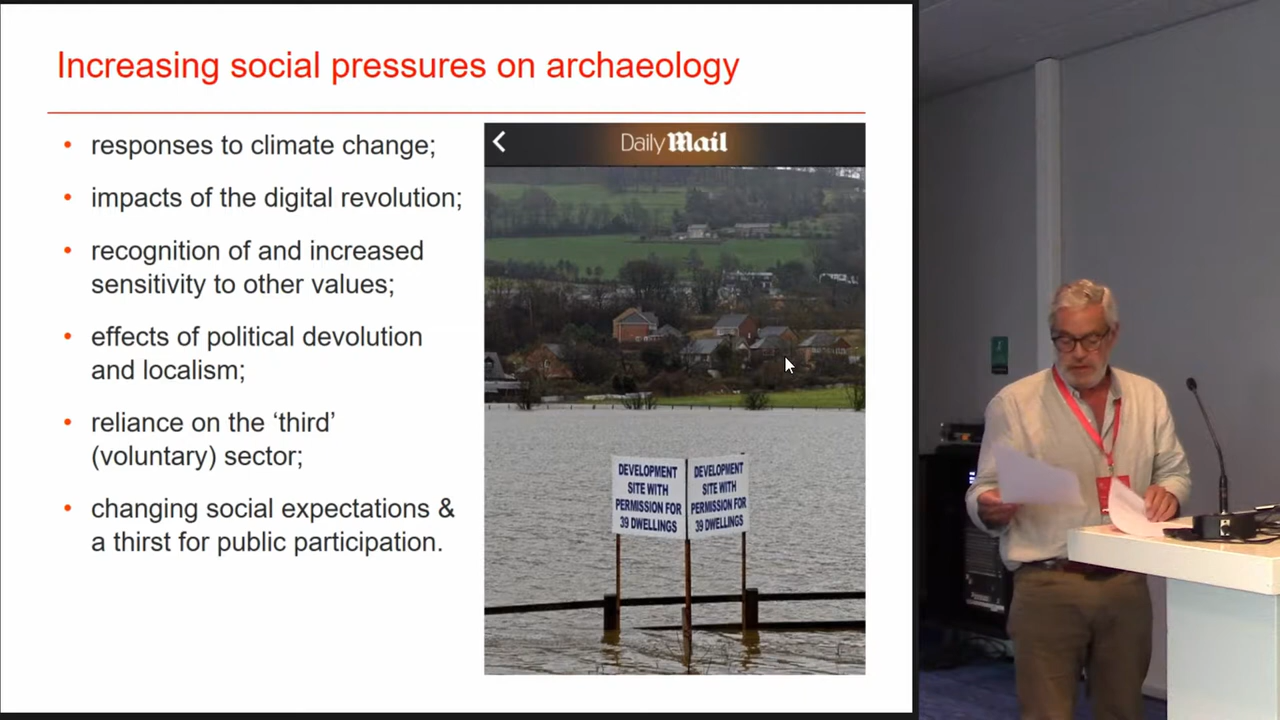 Increasing social pressures on archaeology
• responses to climate change;
• impacts of the digital revolution;
• recognition of and increased
sensitivity to other values;
• effects of political devolution
and localism;
• reliance on the ‘third’
(voluntary) sector;
• changing social expectations &
a thirst for public participation.
Daily Mail
DEVELOPMENT
SITE WITH
PERMISSION FOR
39 DWELLINGS
DEVELOPMENT
SITE WITH
PERMISSION FOR
39 DWELLINGS